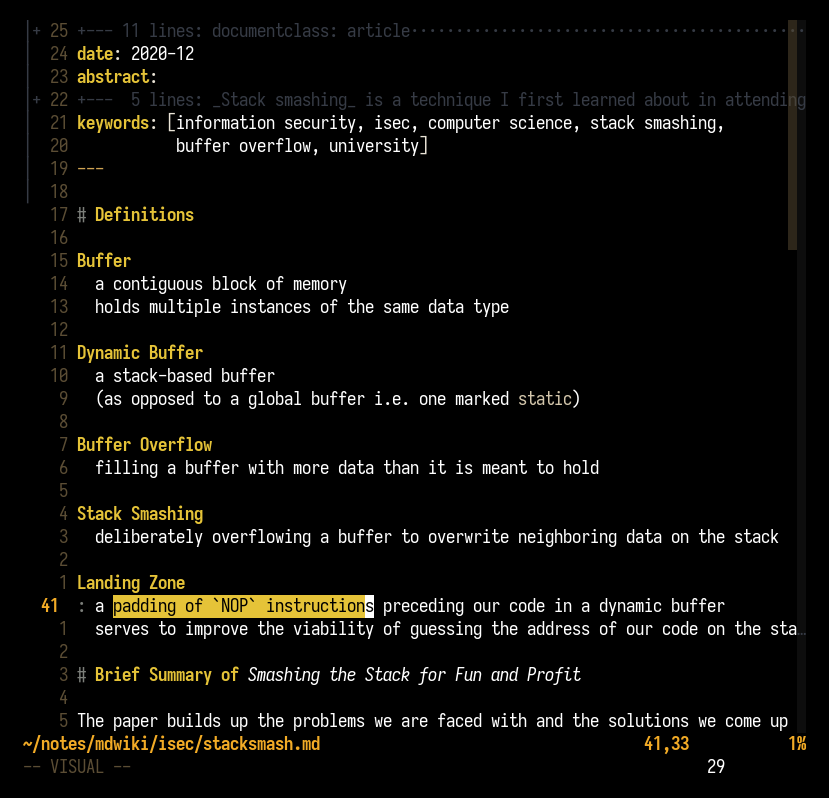 + 25 +--- 11 lines: documentclass: article········································
24 date: 2020-12
23 abstract:
+ 22 +---  5 lines: _Stack smashing_ is a technique I first learned about in attending
21 keywords: [information security, isec, computer science, stack smashing,
20            buffer overflow, university]
19 ---
18
17 # Definitions
16
15 Buffer
14   a contiguous block of memory
13   holds multiple instances of the same data type
12
11 Dynamic Buffer
10   a stack-based buffer
9   (as opposed to a global buffer i.e. one marked static)
8
7 Buffer Overflow
6   filling a buffer with more data than it is meant to hold
5
4 Stack Smashing
3   deliberately overflowing a buffer to overwrite neighboring data on the stack
2
1 Landing Zone
41 : a padding of `NOP` instructions preceding our code in a dynamic buffer
1   serves to improve the viability of guessing the address of our code on the sta…
2
3 # Brief Summary of Smashing the Stack for Fun and Profit
4
5 The paper builds up the problems we are faced with and the solutions we come up
~/notes/mdwiki/isec/stacksmash.md 41,33 1%
-- VISUAL -- 29